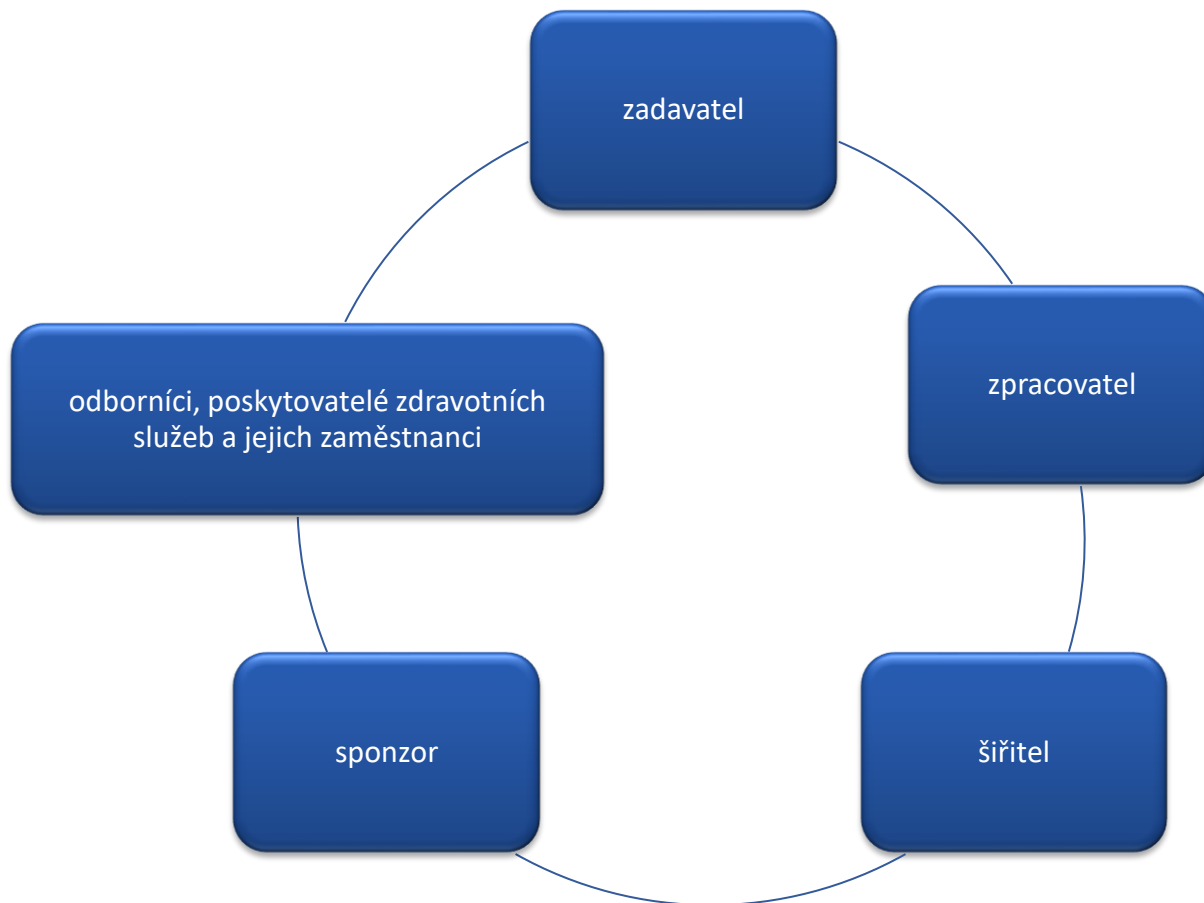 zadavatel
zpracovatel
odborníci, poskytovatelé zdravotních
služeb a jejich zaměstnanci
sponzor
šiřitel